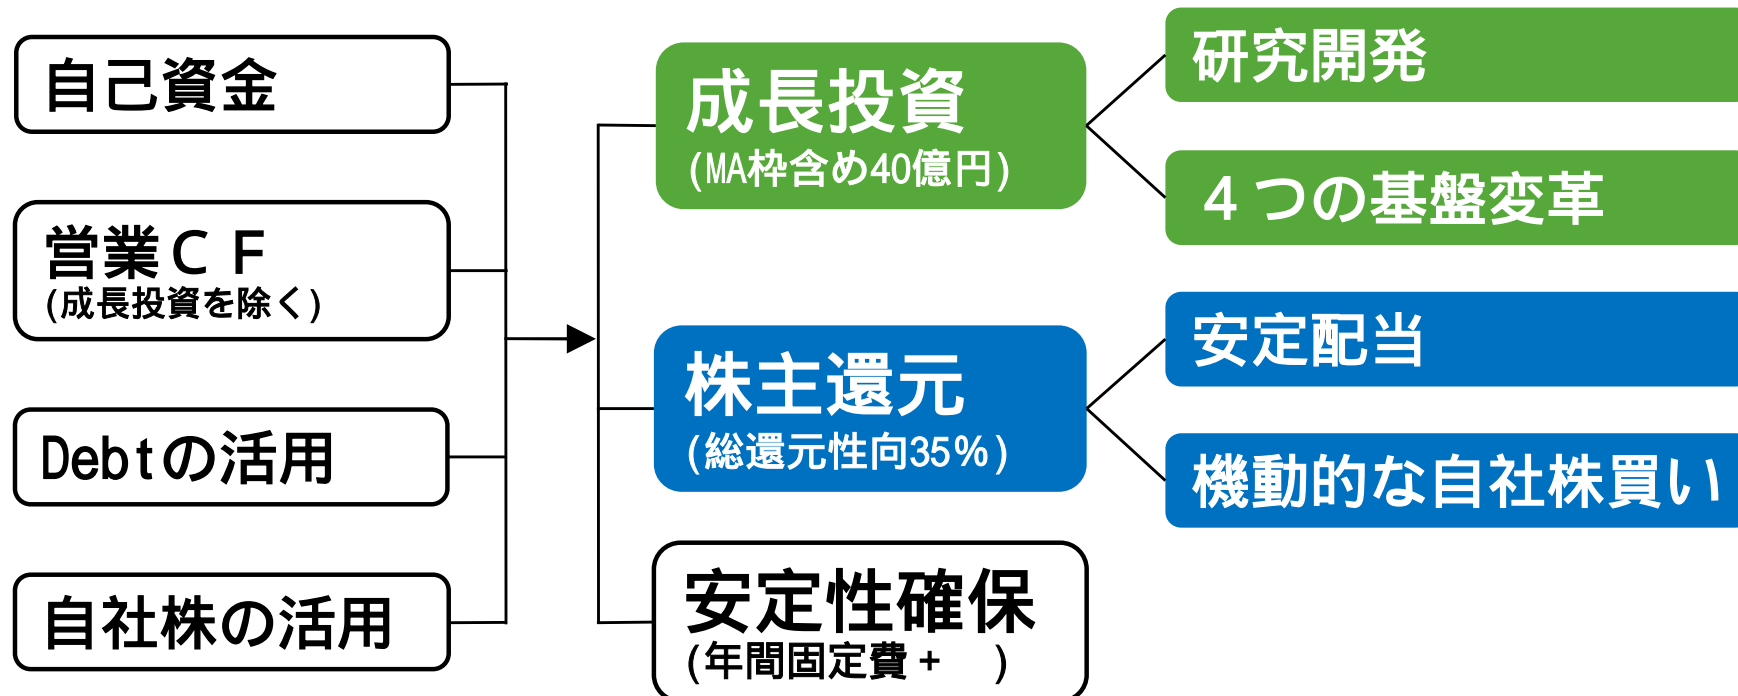 自己資金
営業ＣＦ
(成長投資を除く)
Debtの活用
自社株の活用
成長投資
(MA枠含め40億円)
株主還元
(総還元性向35%)
安定性確保
(年間固定費+　)
研究開発
４つの基盤変革
安定配当
機動的な自社株買い